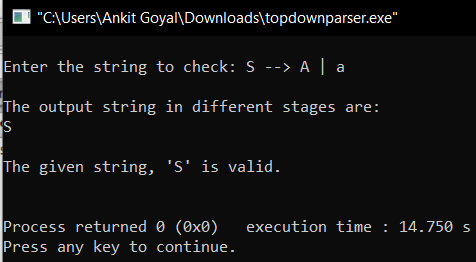 "C:\Users\Ankit Goyal\Downloads\topdownparser.exe"
Enter the string to check: S --> A | a
The output string in different stages are:
S
The given string, 'S' is valid.
Process returned 0 (0x0)   execution time : 14.750 s
Press any key to continue.